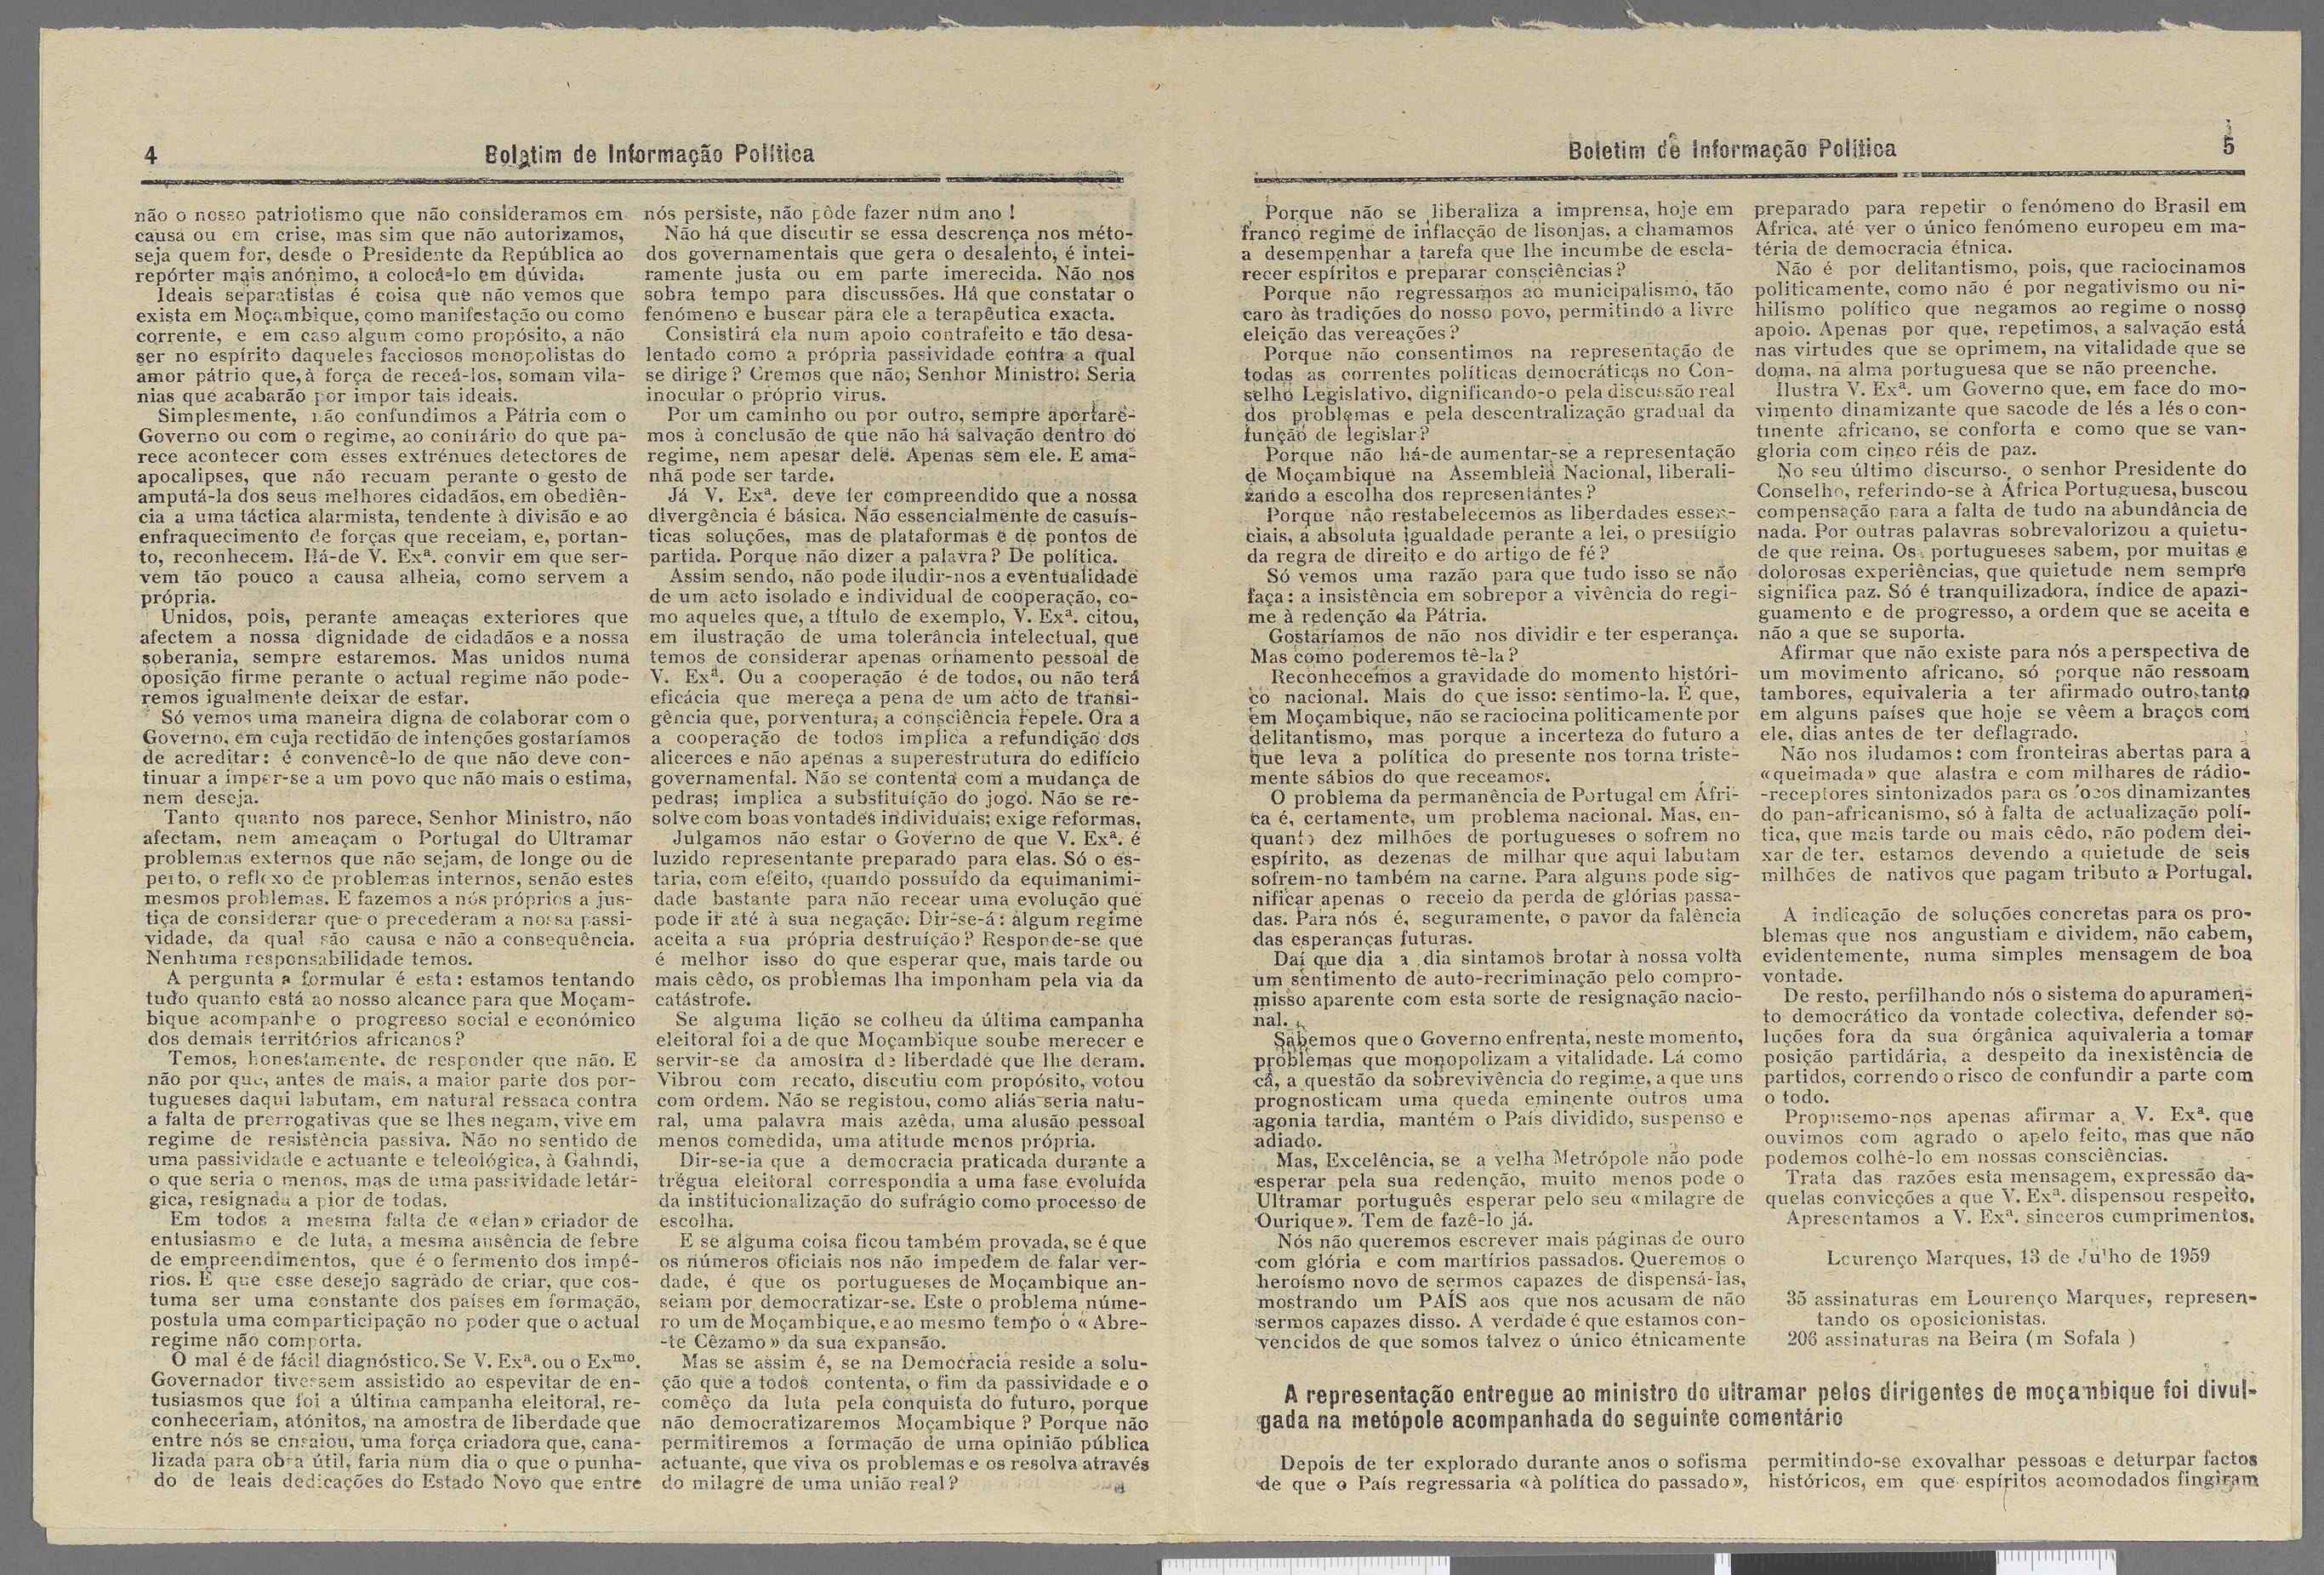 4
Boletim de Informação Política
não o nosso patriotismo que não consideramos em
causa ou em crise, mas sim que não autorizamos,
seja quem for, desde o Presidente da República ao
repórter mais anónimo, a colocá-lo em dúvida.
Ideais separatistas é coisa que não vemos que
exista em Moçambique, como manifestação ou como
corrente, e em caso algum como propósito, a não
ser no espírito daqueles facciosos monopolistas do
amor pátrio que, à força de receá-los, somam vila-
nias que acabarão por impor tais ideais.
Simplesmente, não confundimos a Pátria com o
Governo ou com o regime, ao contrário do que pa-
rece acontecer com esses extrénues detectores de
apocalipses, que não recuam perante o gesto de
amputá-la dos seus melhores cidadãos, em obediên-
cia a uma táctica alarmista, tendente à divisão e ao
enfraquecimento de forças que receiam, e, portan-
to, reconhecem. Há-de V. Exª. convir em que ser-
vem tão pouco a causa alheia, como servem a
própria.
Unidos, pois, perante ameaças exteriores que
afectem a nossa dignidade de cidadãos e a nossa
soberania, sempre estaremos. Mas unidos numa
oposição firme perante o actual regime não pode-
remos igualmente deixar de estar.
Só vemos uma maneira digna de colaborar com o
Governo, em cuja rectidão de intenções gostaríamos
de acreditar: é convencê-lo de que não deve con-
tinuar a impor-se a um povo que não mais o estima,
nem deseja.
Tanto quanto nos parece, Senhor Ministro, não
afectam, nem ameaçam o Portugal do Ultramar
problemas externos que não sejam, de longe ou de
perto, o reflexo de problemas internos, senão estes
mesmos problemas. E fazemos a nós próprios a jus-
tiça de considerar que o precederam a nossa passi-
vidade, da qual são causa e não a consequência.
Nenhuma responsabilidade temos.
A pergunta a formular é esta: estamos tentando
tudo quanto está ao nosso alcance para que Moçam-
bique acompanhe o progresso social e económico
dos demais territórios africanos?
Temos, honestamente, de responder que não. E
não por que, antes de mais, a maior parte dos por-
tugueses daqui labutam, em natural ressaca contra
a falta de prerrogativas que se lhes negam, vive em
regime de resistência passiva. Não no sentido de
uma passividade e actuante e teleológica, à Gahndi,
o que seria o menos, mas de uma passividade letár-
gica, resignada a pior de todas.
Em todos a mesma falta de «elan» criador de
entusiasmo e de luta, a mesma ausência de febre
de empreendimentos, que é o fermento dos impé-
rios. E que esse desejo sagrado de criar, que cos-
tuma ser uma constante dos países em formação,
postula uma comparticipação no poder que o actual
regime não comporta.
O mal é de fácil diagnóstico. Se V. Exª. ou o Exmo.
Governador tivessem assistido ao espevitar de en-
tusiasmos que foi a última campanha eleitoral, re-
conheceriam, atónitos, na amostra de liberdade que
entre nós se ensaiou, uma força criadora que, cana-
lizada para obra útil, faria num dia o que o punha-
do de leais dedicações do Estado Novo que entre
nós persiste, não pôde fazer num ano !
Não há que discutir se essa descrença nos méto-
dos governamentais que gera o desalento, é intei-
ramente justa ou em parte imerecida. Não nos
sobra tempo para discussões. Há que constatar o
fenómeno e buscar para ele a terapêutica exacta.
Consistirá ela num apoio contrafeito e tão desa-
lentado como a própria passividade contra a qual
se dirige? Cremos que não, Senhor Ministro. Seria
inocular o próprio virus.
Por um caminho ou por outro, sempre aportare-
mos à conclusão de que não há salvação dentro do
regime, nem apesar dele. Apenas sem ele. E ama-
nhã pode ser tarde.
Já V. Exª. deve ter compreendido que a nossa
divergência é básica. Não essencialmente de casuís-
ticas soluções, mas de plataformas e de pontos de
partida. Porque não dizer a palavra? De política.
Assim sendo, não pode iludir-nos a eventualidade
de um acto isolado e individual de cooperação, co-
mo aqueles que, a título de exemplo, V. Exª. citou,
em ilustração de uma tolerância intelectual, que
temos de considerar apenas ornamento pessoal de
V. Exª. Ou a cooperação é de todos, ou não terá
eficácia que mereça a pena de um acto de transi-
gência que, porventura, a consciência repele. Ora a
a cooperação de todos implica a refundição dos
alicerces e não apenas a superestrutura do edifício
governamental. Não se contenta com a mudança de
pedras; implica a substituíção do jogo. Não se re-
solve com boas vontades individuais; exige reformas.
Julgamos não estar o Governo de que V. Exª. é
luzido representante preparado para elas. Só o es-
taria, com efeito, quando possuído da equimanimi-
dade bastante para não recear uma evolução que
pode ir até à sua negação. Dir-se-á: algum regime
aceita a sua própria destruíção? Responde-se que
é melhor isso do que esperar que, mais tarde ou
mais cêdo, os problemas lha imponham pela via da
catástrofe.
Se alguma lição se colheu da última campanha
eleitoral foi a de que Moçambique soube merecer e
servir-se da amostra de liberdade que lhe deram.
Vibrou com recato, discutiu com propósito, votou
com ordem. Não se registou, como aliás seria natu-
ral, uma palavra mais azêda, uma alusão pessoal
menos comedida, uma atitude menos própria.
Dir-se-ia que a democracia praticada durante a
trégua eleitoral correspondia a uma fase evoluída
da institucionalização do sufrágio como processo de
escolha.
E se alguma coisa ficou também provada, se é que
os números oficiais nos não impedem de falar ver-
dade, é que os portugueses de Moçambique an-
seiam por democratizar-se. Este o problema núme-
ro um de Moçambique, e ao mesmo tempo o « Abre-
-te Cêzamo» da sua expansão.
Mas se assim é, se na Democracia reside a solu-
ção que a todos contenta, o fim da passividade e o
comêço da luta pela conquista do futuro, porque
não democratizaremos Moçambique ? Porque não
permitiremos a formação de uma opinião pública
actuante, que viva os problemas e os resolva através
do milagre de uma união real?
Boletim de Informação Política
5
Porque não se liberaliza a imprensa, hoje em
franco regime de inflacção de lisonjas, a chamamos
a desempenhar a tarefa que lhe incumbe de escla-
recer espíritos e preparar consciências?
Porque não regressamos ao municipalismo, tão
caro às tradições do nosso povo, permitindo a livre
eleição das vereações?
Porque não consentimos na representação de
todas as correntes políticas democráticas no Con-
selho Legislativo, dignificando-o pela discussão real
dos problemas e pela descentralização gradual da
função de legislar?
Porque não há-de aumentar-se a representação
de Moçambique na Assembleia Nacional, liberali-
zando a escolha dos representantes?
Porque não restabelecemos as liberdades essen-
ciais, a absoluta igualdade perante a lei, o prestígio
da regra de direito e do artigo de fé?
Só vemos uma razão para que tudo isso se não
faça: a insistência em sobrepor a vivência do regi-
me à redenção da Pátria.
Gostaríamos de não nos dividir e ter esperança.
Mas como poderemos tê-la?
Reconhecemos a gravidade do momento históri-
co nacional. Mais do que isso: sentimo-la. É que,
em Moçambique, não se raciocina politicamente por
delitantismo, mas porque a incerteza do futuro a
que leva a política do presente nos torna triste-
mente sábios do que receamos.
O problema da permanência de Portugal em Áfri-
ca é, certamente, um problema nacional. Mas, en-
quanto dez milhões de portugueses o sofrem no
espírito, as dezenas de milhar que aqui labutam
sofrem-no também na carne. Para alguns pode sig-
nificar apenas o receio da perda de glórias passa-
das. Para nós é, seguramente, o pavor da falência
das esperanças futuras.
Daí que dia a dia sintamos brotar à nossa volta
um sentimento de auto-recriminação pelo compro-
misso aparente com esta sorte de resignação nacio-
nal.
Sabemos que o Governo enfrenta, neste momento,
problemas que monopolizam a vitalidade. Lá como
cá, a questão da sobrevivência do regime, a que uns
prognosticam uma queda eminente outros uma
agonia tardia, mantém o País dividido, suspenso e
adiado.
Mas, Excelência, se a velha Metrópole não pode
esperar pela sua redenção, muito menos pode o
Ultramar português esperar pelo seu «milagre de
Ourique». Tem de fazê-lo já.
Nós não queremos escrever mais páginas de ouro
com glória e com martírios passados. Queremos o
heroísmo novo de sermos capazes de dispensá-las,
mostrando um PAÍS aos que nos acusam de não
sermos capazes disso. A verdade é que estamos con-
vencidos de que somos talvez o único étnicamente
preparado para repetir o fenómeno do Brasil em
Africa, até ver o único fenómeno europeu em ma-
téria de democracia étnica.
Não é por delitantismo, pois, que raciocinamos
politicamente, como não é por negativismo ou ni-
hilismo político que negamos ao regime o nosso
apoio. Apenas por que, repetimos, a salvação está
nas virtudes que se oprimem, na vitalidade que se
doma, na alma portuguesa que se não preenche.
Ilustra V. Exª. um Governo que, em face do mo-
vimento dinamizante que sacode de lés a lés o con-
tinente africano, se conforta e como que se van-
gloria com cinco réis de paz.
No seu último discurso, o senhor Presidente do
Conselho, referindo-se à África Portuguesa, buscou
compensação para a falta de tudo na abundância de
nada. Por outras palavras sobrevalorizou a quietu-
de que reina. Os portugueses sabem, por muitas e
dolorosas experiências, que quietude nem sempre
significa paz. Só é tranquilizadora, índice de apazi-
guamento e de progresso, a ordem que se aceita e
não a que se suporta.
Afirmar que não existe para nós a perspectiva de
um movimento africano, só porque não ressoam
tambores, equivaleria a ter afirmado outro tanto
em alguns países que hoje se vêem a braços com
ele, dias antes de ter deflagrado.
Não nos iludamos: com fronteiras abertas para a
«queimada» que alastra e com milhares de rádio-
-receptores sintonizados para os focos dinamizantes
do pan-africanismo, só à falta de actualização polí-
tica, que mais tarde ou mais cêdo, não podem dei-
xar de ter, estamos devendo a quietude de seis
milhões de nativos que pagam tributo a Portugal.
A indicação de soluções concretas para os pro-
blemas que nos angustiam e dividem, não cabem,
evidentemente, numa simples mensagem de boa
vontade.
De resto, perfilhando nós o sistema do apuramen-
to democrático da vontade colectiva, defender so-
luções fora da sua órgânica aquivaleria a tomar
posição partidária, a despeito da inexistência de
partidos, correndo o risco de confundir a parte com
o todo.
Propusemo-nos apenas afirmar a V. Exª. que
ouvimos com agrado o apelo feito, mas que não
podemos colhê-lo em nossas consciências.
Trata das razões esta mensagem, expressão da-
quelas convicções a que V. Exª. dispensou respeito.
Apresentamos a V. Exª. sinceros cumprimentos.
Lourenço Marques, 13 de Julho de 1959
35 assinaturas em Lourenço Marques, represen-
tando os oposicionistas.
206 assinaturas na Beira (m Sofala )
A representação entregue ao ministro do ultramar pelos dirigentes de moçambique foi divul-
gada na metópole acompanhada do seguinte comentário
Depois de ter explorado durante anos o sofisma
de que o País regressaria «à política do passado»,
permitindo-se exovalhar pessoas e deturpar factos
históricos, em que espíritos acomodados fingiram